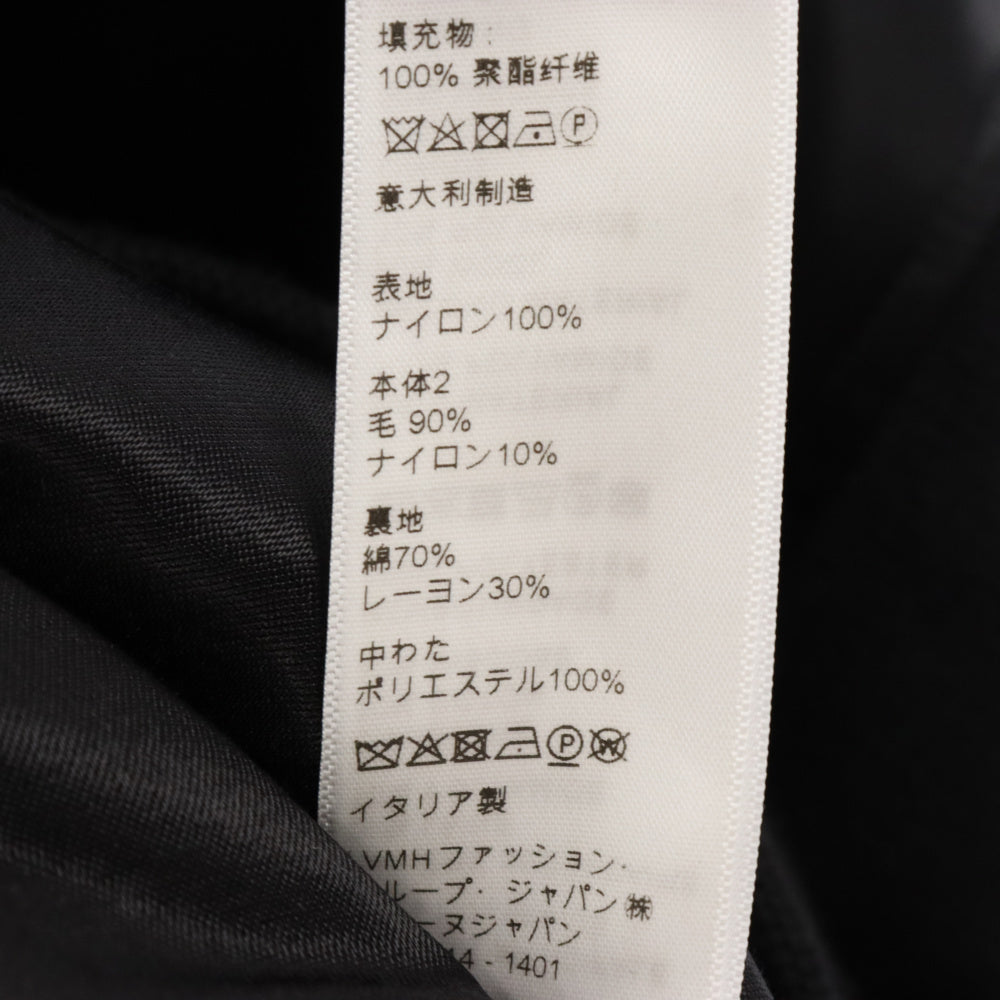 填充物:
100% 聚酯纤维
意大利制造
表地
ナイロン100%
本体2
毛 90%
ナイロン10%
裏地
綿70%
レーヨン30%
中わた
ポリエステル100%
イタリア製
VMHファッション·
ループ· ジャパン㈱
ーヌジャパン
14 - 1401